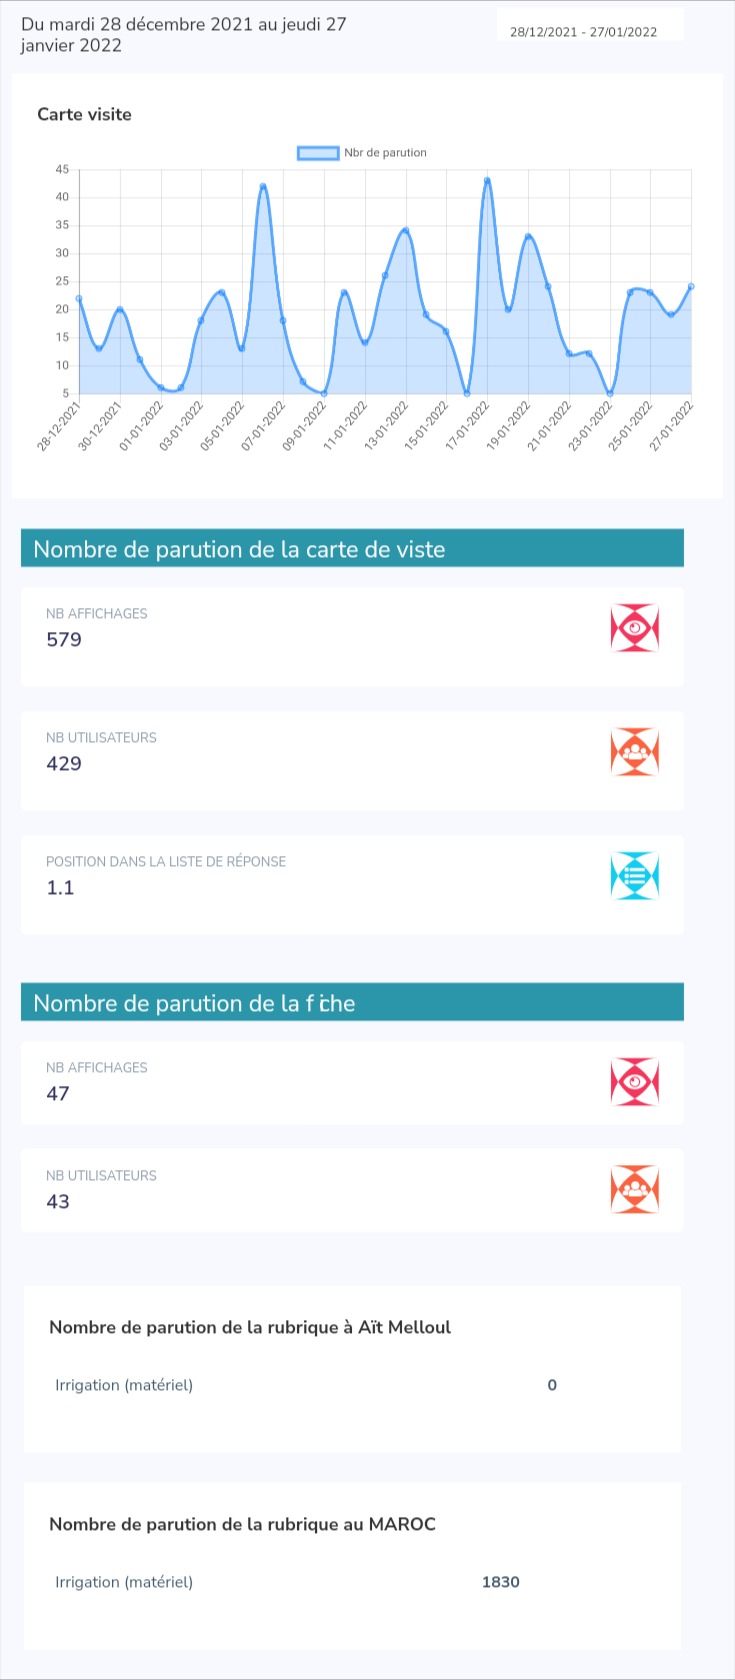 Du mardi 28 décembre 2021 au jeudi 27
janvier 2022
28/12/2021 - 27/01/2022
Carte visite
Nbr de parution
45
40
35
30
25
20
15
10
5
28-12-2021
30-12-2021
01-01-2022
03-01-2022
05-01-2022
07-01-2022
09-01-2022
11-01-2022
13-01-2022
15-01-2022
17-01-2022
19-01-2022
21-01-2022
23-01-2022
25-01-2022
27-01-2022
Nombre de parution de la carte de viste
NB AFFICHAGES
579
NB UTILISATEURS
429
POSITION DANS LA LISTE DE RÉPONSE
1.1
Nombre de parution de la fiche
NB AFFICHAGES
47
NB UTILISATEURS
43
Nombre de parution de la rubrique à Aït Melloul
Irrigation (matériel) 0
Nombre de parution de la rubrique au MAROC
Irrigation (matériel) 1830